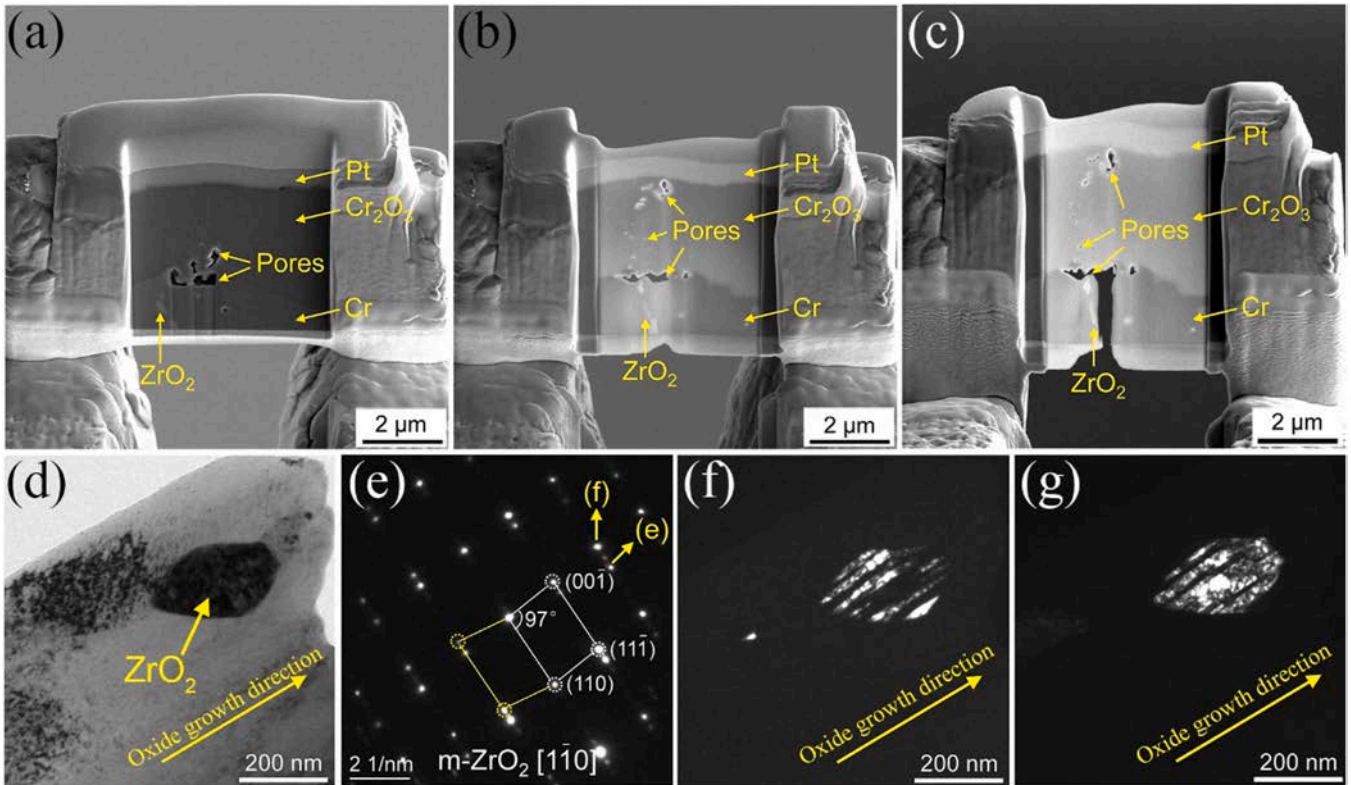 (a)
Pt
Cr₂O₃
Pores
Cr
ZrO₂
2 µm
(b)
Pt
Cr₂O₃
Pores
Cr
ZrO₂
2 µm
(c)
Pt
Cr₂O₃
Pores
Cr
ZrO₂
2 µm
(d)
ZrO₂
Oxide growth direction
200 nm
(e)
(f)
(e)
(001̄)
97°
(111̄)
(110)
2 1/nm
m-ZrO₂ [11̄0]
(f)
Oxide growth direction
200 nm
(g)
Oxide growth direction
200 nm